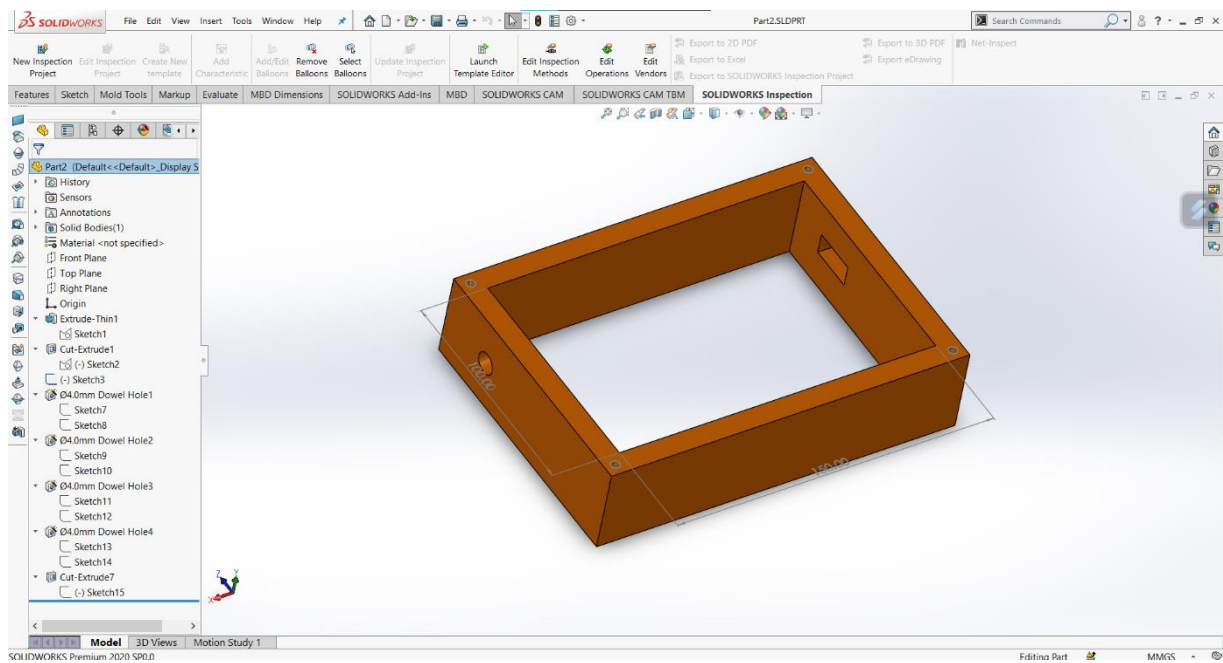 SOLIDWORKS File Edit View Insert Tools Window Help Part2.SLDPRT Search Commands ?
New Inspection Project Edit Inspection Project Create New template Add Characteristic Add/Edit Balloons Remove Balloons Select Balloons Update Inspection Project Launch Template Editor Edit Inspection Methods Edit Operations Edit Vendors
Export to 2D PDF Export to 3D PDF Net-Inspect
Export to Excel Export eDrawing
Export to SOLIDWORKS Inspection Project
Features Sketch Mold Tools Markup Evaluate MBD Dimensions SOLIDWORKS Add-Ins MBD SOLIDWORKS CAM SOLIDWORKS CAM TBM SOLIDWORKS Inspection
Part2 (Default<<Default>_Display S
History
Sensors
Annotations
Solid Bodies(1)
Material <not specified>
Front Plane
Top Plane
Right Plane
Origin
Extrude-Thin1
Sketch1
Cut-Extrude1
(-) Sketch2
(-) Sketch3
Ø4.0mm Dowel Hole1
Sketch7
Sketch8
Ø4.0mm Dowel Hole2
Sketch9
Sketch10
Ø4.0mm Dowel Hole3
Sketch11
Sketch12
Ø4.0mm Dowel Hole4
Sketch13
Sketch14
Cut-Extrude7
(-) Sketch15
100.00
150.00
Z Y
X
Model 3D Views Motion Study 1
SOLIDWORKS Premium 2020 SP0.0 Editing Part MMGS